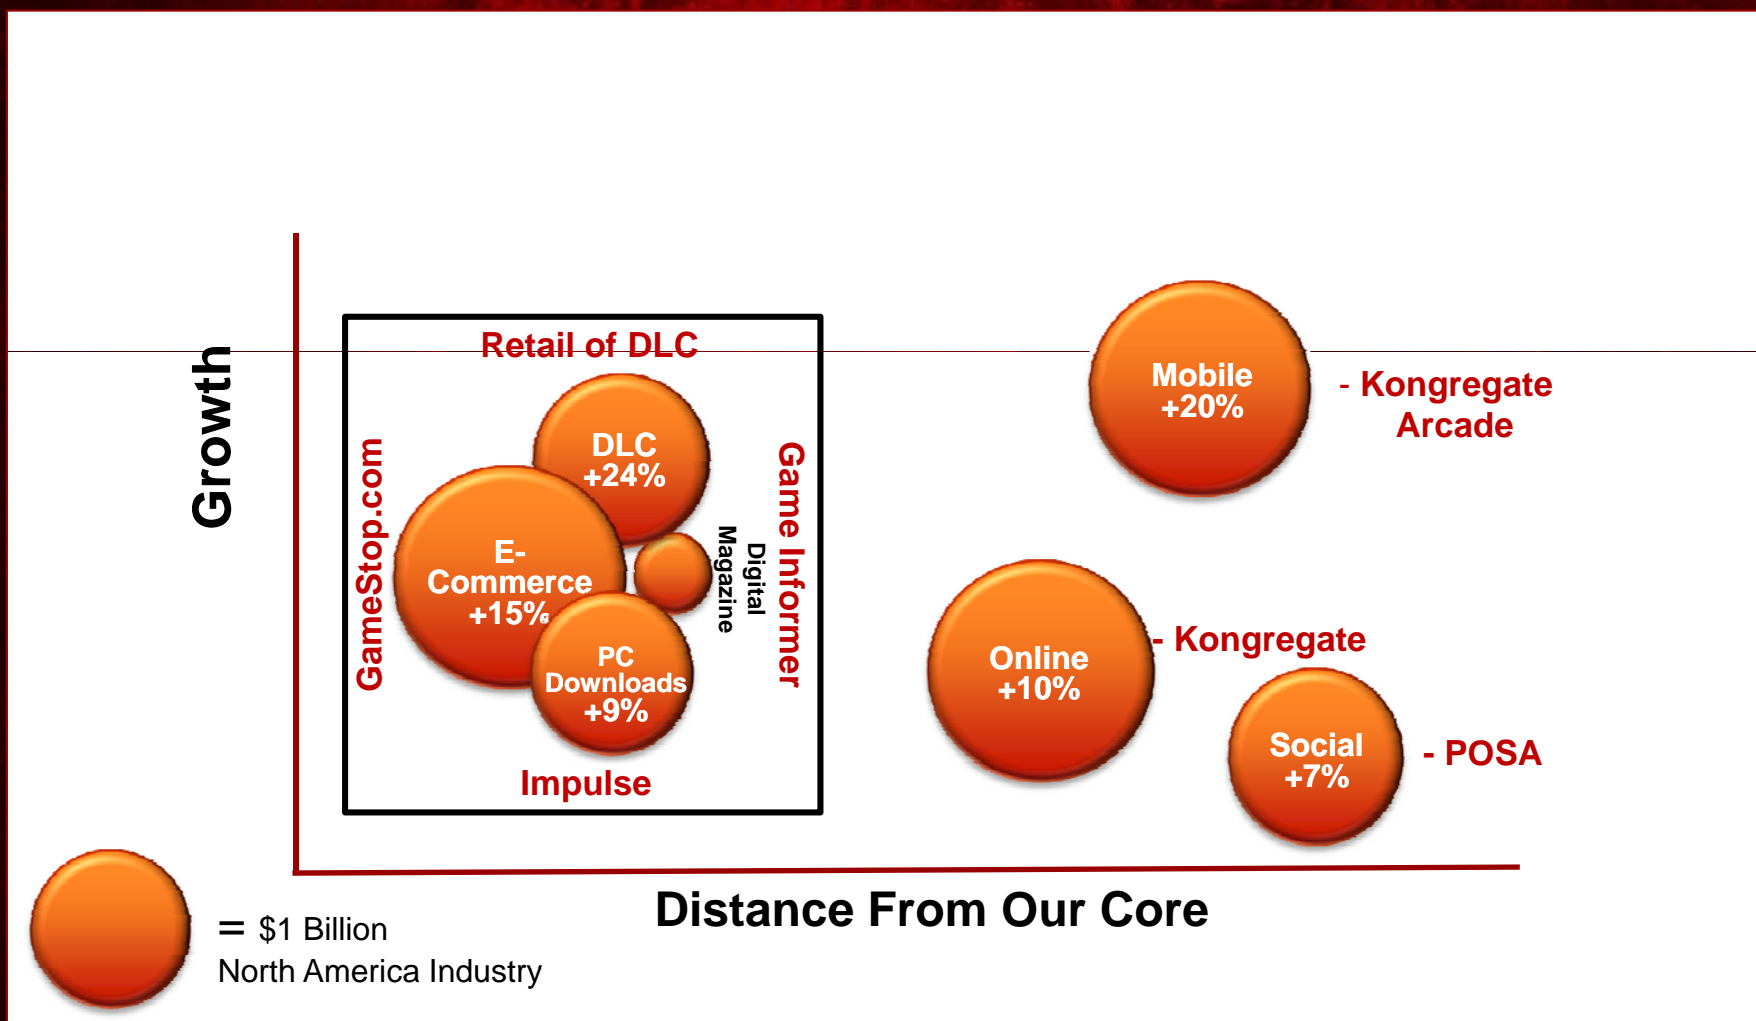 Growth
Retail of DLC
GameStop.com
DLC
+24%
E-
Commerce
+15%
PC
Downloads
+9%
Digital
Magazine
Game Informer
Impulse
Mobile
+20%
- Kongregate
Arcade
Online
+10%
- Kongregate
Social
+7%
- POSA
Distance From Our Core
= $1 Billion
North America Industry